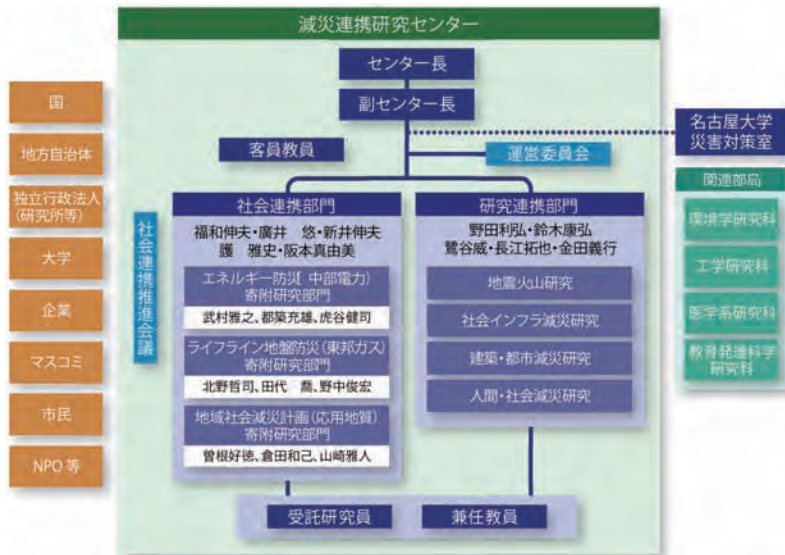 減災連携研究センター
センター長
副センター長
客員教員
運営委員会
名古屋大学
災害対策室
国
地方自治体
独立行政法人
(研究所等)
大学
企業
マスコミ
市民
NPO 等
社会連携推進会議
社会連携部門
福和伸夫・廣井　悠・新井伸夫
護　雅史・阪本真由美
エネルギー防災 中部電力)
寄附研究部門
武村雅之、都築充雄、虎谷健司
ライフライン地盤防災(東邦ガス)
寄附研究部門
北野哲司、田代　喬、野中俊宏
地域社会減災計画(応用地質)
寄附研究部門
曽根好徳、倉田和己、山崎雅人
研究連携部門
野田利弘・鈴木康弘
鷺谷威・長江拓也・金田義行
地震火山研究
社会インフラ減災研究
建築・都市減災研究
人間・社会減災研究
受託研究員
兼任教員
関連部局
環境学研究科
工学研究科
医学系研究科
教育発達科学
研究科